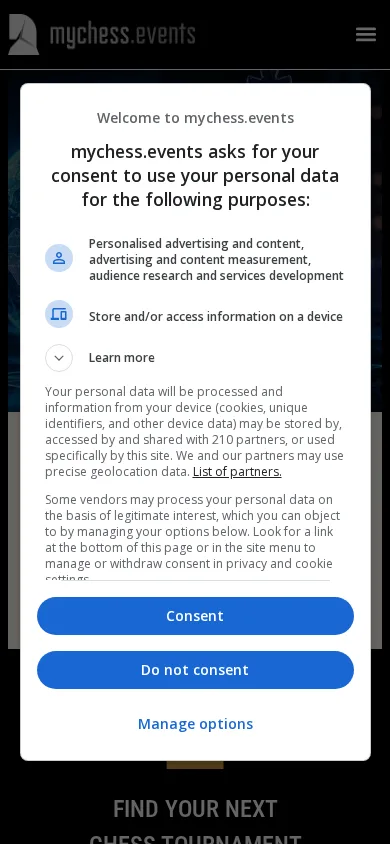 mychess.events
Welcome to mychess.events
mychess.events asks for your
consent to use your personal data
for the following purposes:
Personalised advertising and content,
advertising and content measurement,
audience research and services development
Store and/or access information on a device
Learn more
Your personal data will be processed and
information from your device (cookies, unique
identifiers, and other device data) may be stored by,
accessed by and shared with 210 partners, or used
specifically by this site. We and our partners may use
precise geolocation data. List of partners.
Some vendors may process your personal data on
the basis of legitimate interest, which you can object
to by managing your options below. Look for a link
at the bottom of this page or in the site menu to
manage or withdraw consent in privacy and cookie
settings.
Consent
Do not consent
Manage options
FIND YOUR NEXT
CHESS TOURNAMENT